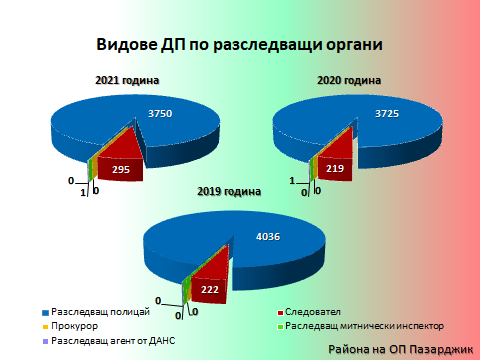 Видове ДП по разследващи органи
2021 година
3750
295
0
1
0
2020 година
3725
219
1
0
0
2019 година
4036
222
0
0
0
Разследващ полицай
Следовател
Прокурор
Раследващ митнически инспектор
Разследващ агент от ДАНС
Района на ОП Пазарджик